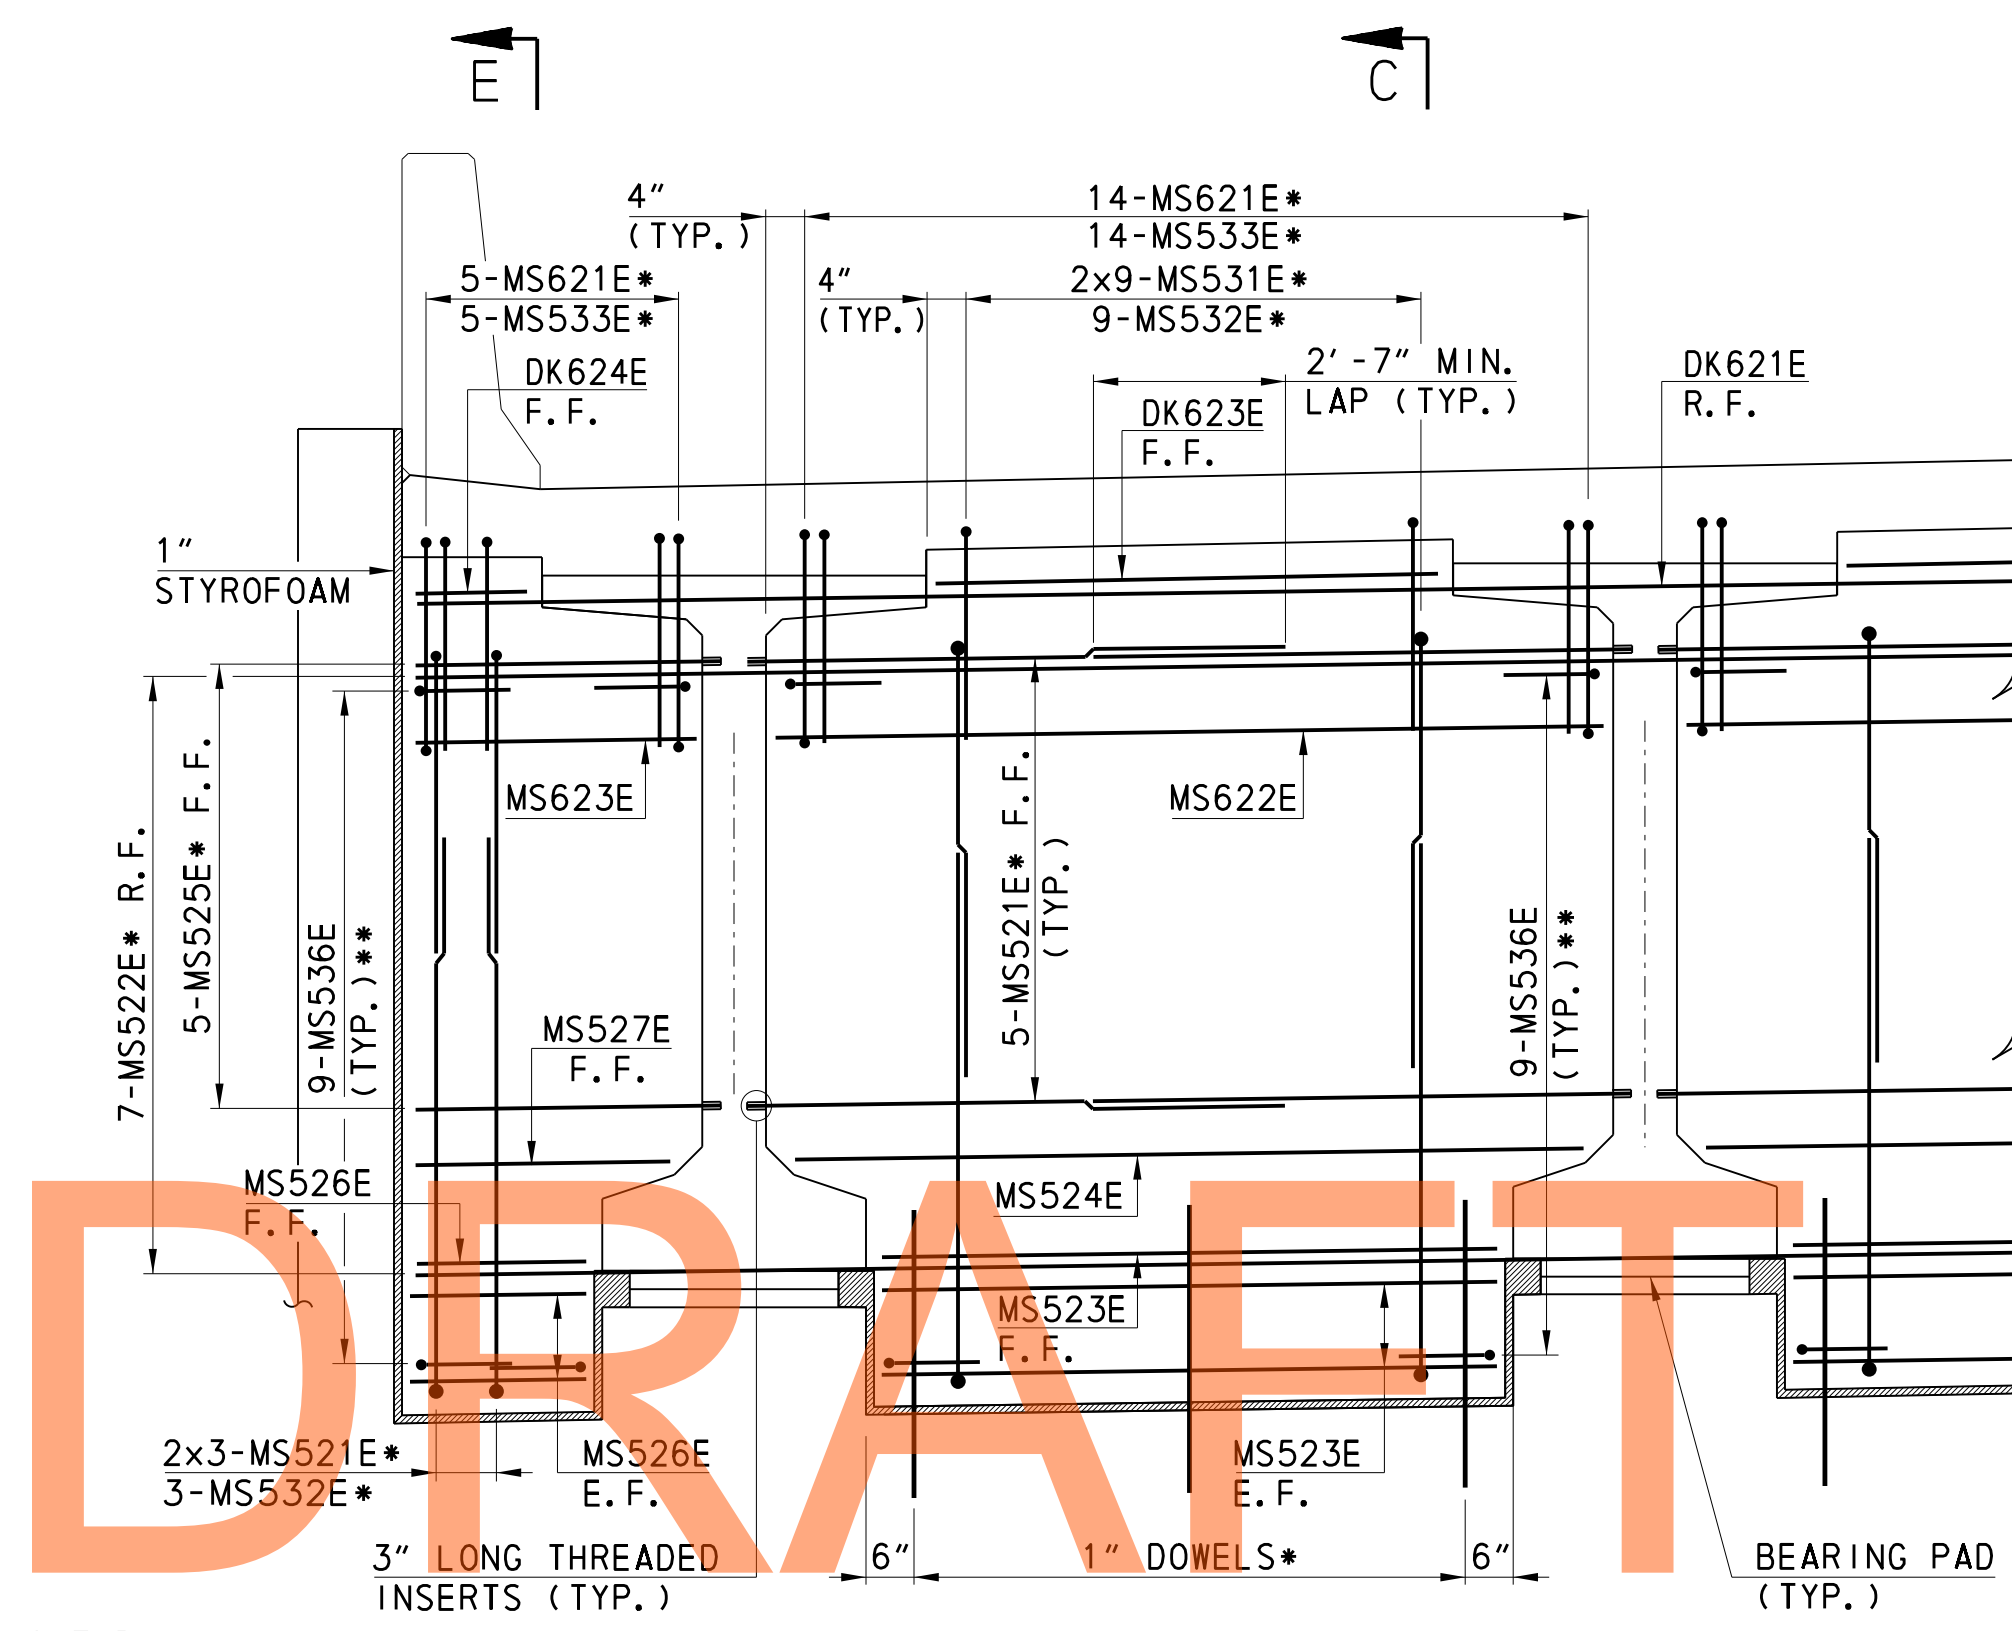 E
C
4″
(TYP.)
14-MS621E*
14-MS533E*
5-MS621E*
5-MS533E*
4″
(TYP.)
2x9-MS531E*
9-MS532E*
DK624E
F.F.
2′-7″ MIN.
LAP (TYP.)
DK621E
R.F.
DK623E
F.F.
1″
STYROFOAM
MS623E
MS622E
7-MS522E* R.F.
5-MS525E* F.F.
9-MS536E
(TYP.)**
5-MS521E* F.F.
(TYP.)
9-MS536E
(TYP.)**
MS527E
F.F.
MS526E
F.F.
MS524E
MS523E
F.F.
DRAFT
2x3-MS521E*
3-MS532E*
MS526E
E.F.
MS523E
E.F.
3″ LONG THREADED
INSERTS (TYP.)
6″
1″ DOWELS*
6″
BEARING PAD
(TYP.)